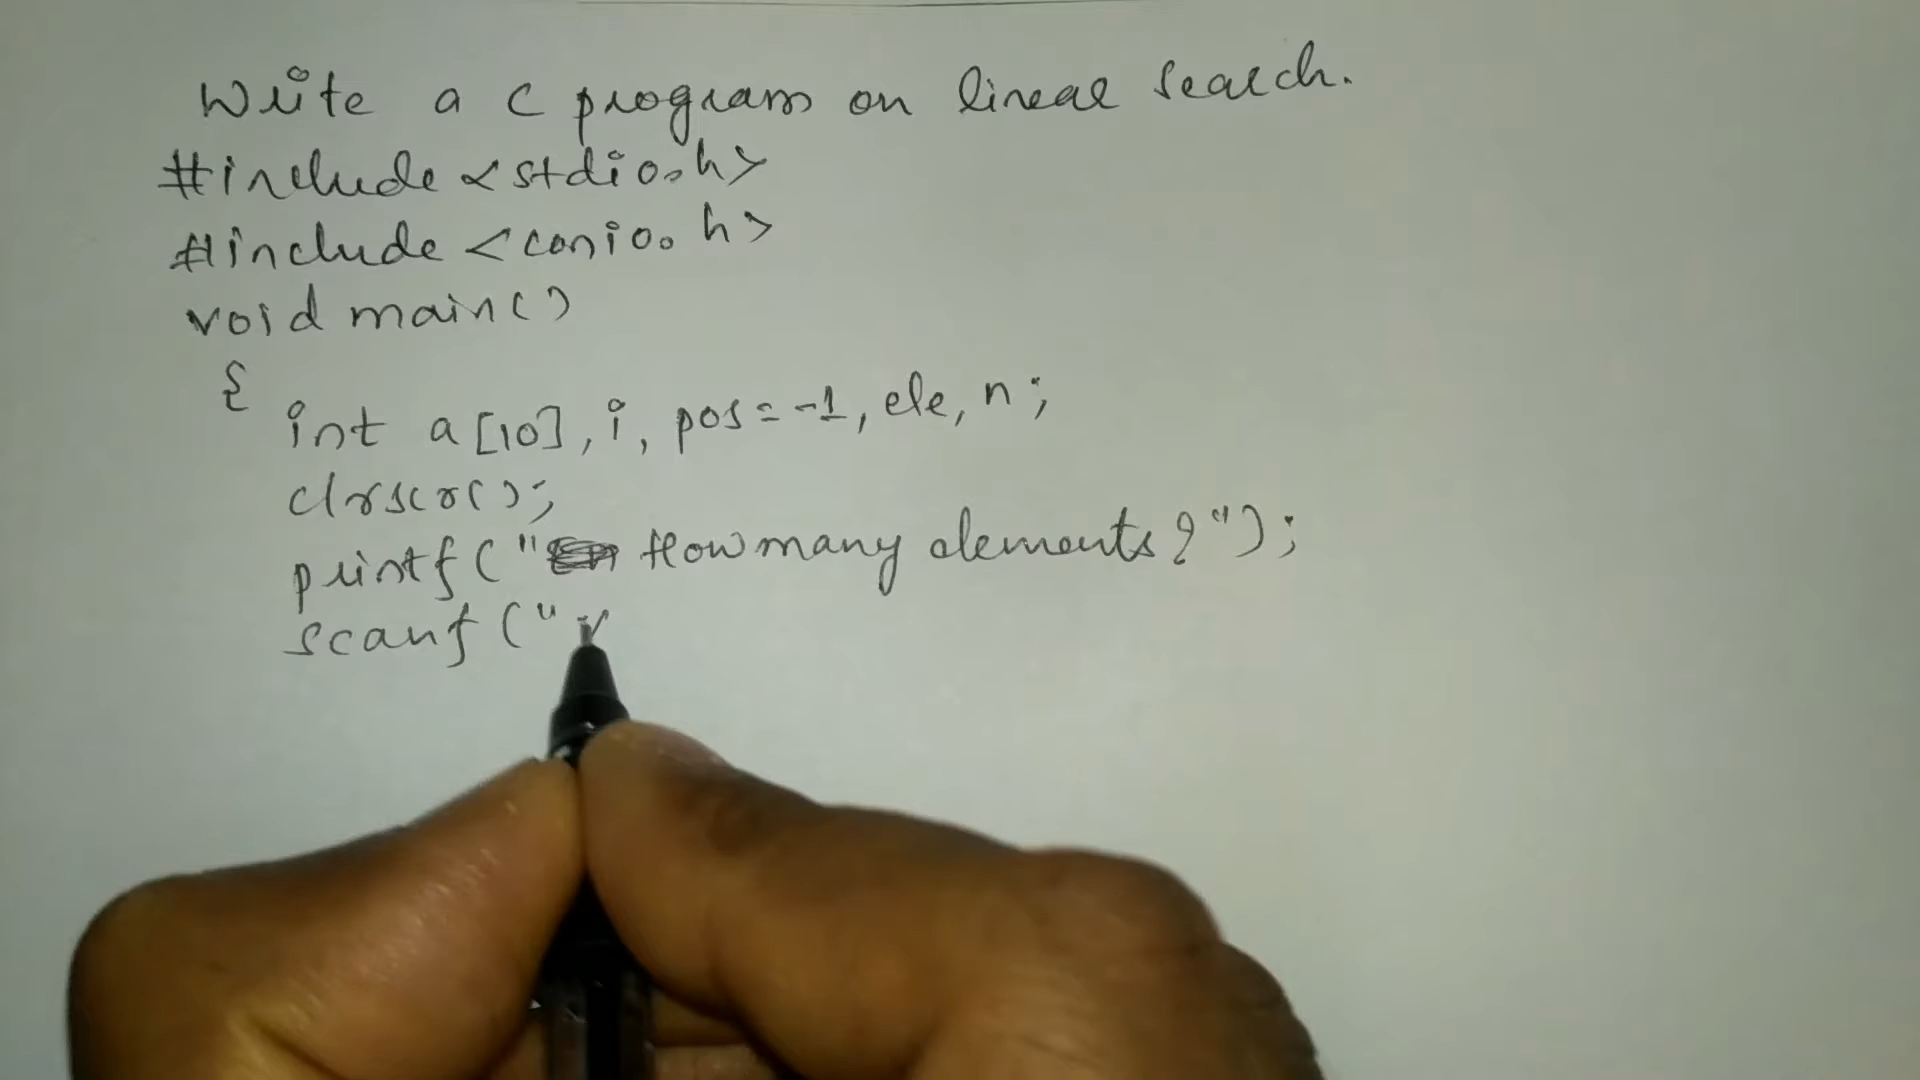 Write a C program on linear search.
#include <stdio.h>
#include <conio.h>
void main()
{
int a[10], i, pos=-1, ele, n;
clrscr();
printf("How many elements?");
scanf("